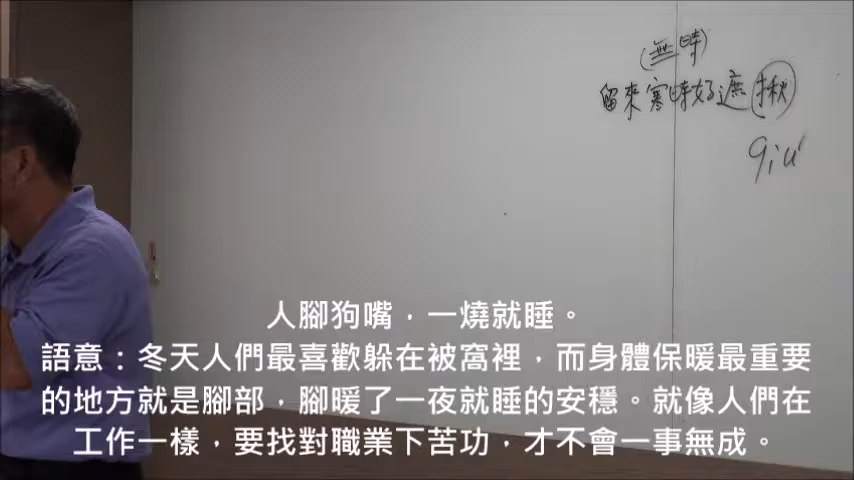 (無時)
留來寒時好遮揪
giu
人腳狗嘴，一燒就睡。
語意：冬天人們最喜歡躲在被窩裡，而身體保暖最重要
的地方就是腳部，腳暖了一夜就睡的安穩。就像人們在
工作一樣，要找對職業下苦功，才不會一事無成。